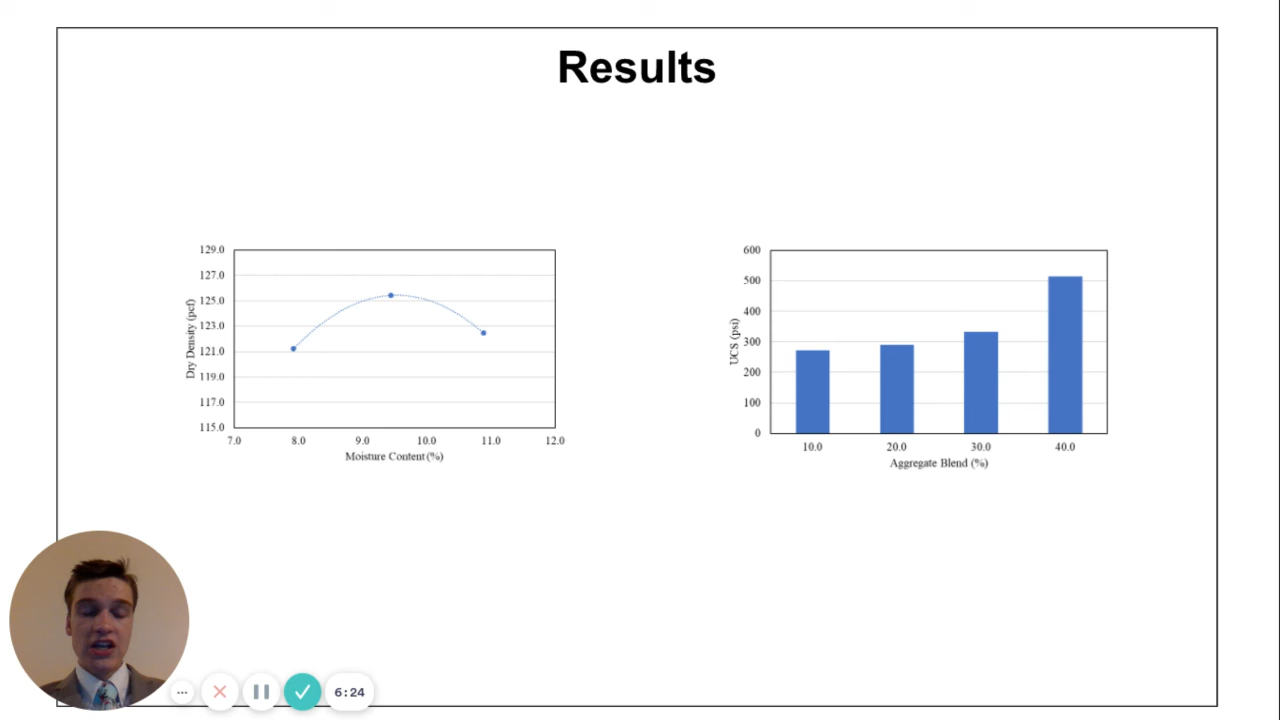 Results
129.0
127.0
125.0
123.0
121.0
119.0
117.0
115.0
Dry Density (pcf)
7.0 8.0 9.0 10.0 11.0 12.0
Moisture Content (%)
600
500
400
300
200
100
0
UCS (psi)
10.0 20.0 30.0 40.0
Aggregate Blend (%)
6:24